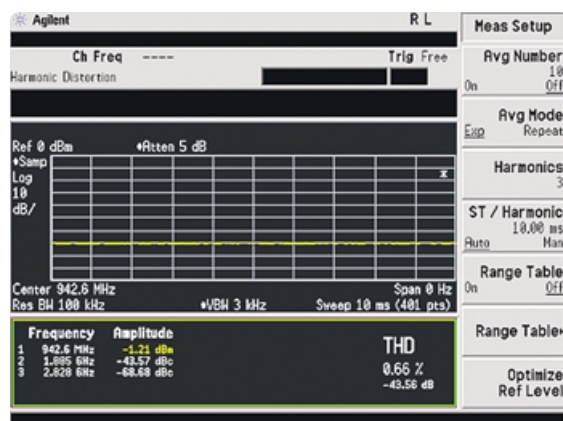 Agilent R L
Ch Freq ---- Trig Free
Harmonic Distortion
Ref 0 dBm ♦Atten 5 dB
♦Samp
Log
10
dB/
Center 942.6 MHz Span 0 Hz
Res BW 100 kHz ♦VBW 3 kHz Sweep 10 ms (401 pts)
Frequency Amplitude
1 942.6 MHz -1.21 dBm
2 1.885 GHz -43.57 dBc
3 2.828 GHz -68.68 dBc
THD
0.66 %
-43.56 dB
Meas Setup
Avg Number
10
On Off
Avg Mode
Exp Repeat
Harmonics
3
ST / Harmonic
10.00 ms
Auto Man
Range Table
On Off
Range Table▸
Optimize
Ref Level